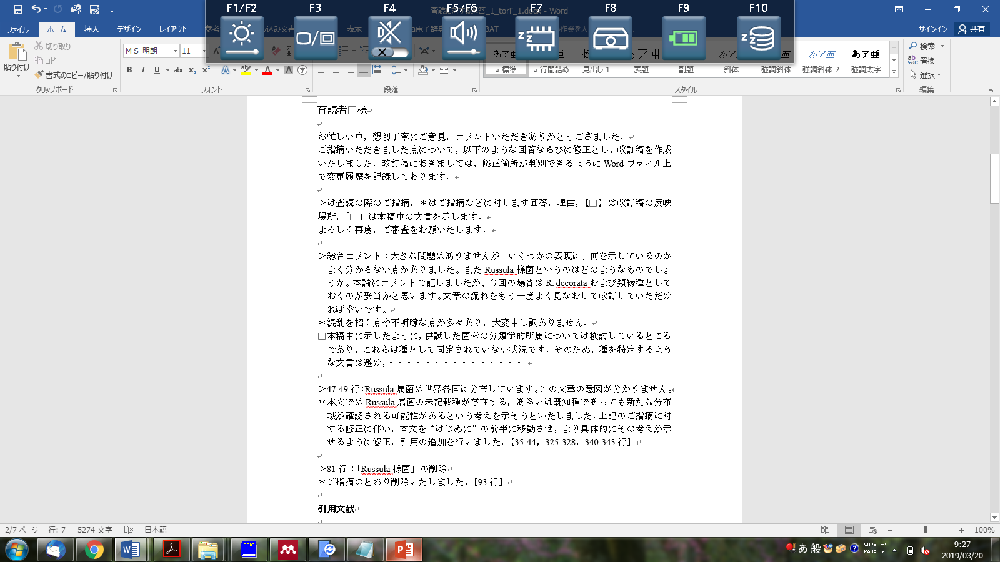 F1/F2 F3 F4 F5/F6 F7 F8 F9 F10
_1_torii_1.docx - Word
ファイル ホーム 挿入 デザイン レイアウト 表示 サインイン 共有
切り取り
コピー
貼り付け 書式のコピー/貼り付け
クリップボード
ＭＳ 明朝 11
B I U abc x₂ x²
フォント
段落
あア亜 あア亜 あア亜
標準 行間詰め 見出し 1 表題 副題 斜体 強調斜体 強調斜体 2 強調太字
スタイル
検索
置換
選択
編集
査読者□様
お忙しい中，懇切丁寧にご意見，コメントいただきありがとうござました．
ご指摘いただきました点について，以下のような回答ならびに修正とし，改訂稿を作成
いたしました．改訂稿におきましては，修正箇所が判別できるように Word ファイル上
で変更履歴を記録しております．
＞は査読の際のご指摘，＊はご指摘などに対します回答，理由，【□】は改訂稿の反映
場所，「□」は本稿中の文言を示します．
よろしく再度，ご審査をお願いたします．
＞総合コメント：大きな問題はありませんが、いくつかの表現に、何を示しているのか
よく分からない点がありました。また Russula 様菌というのはどのようなものでしょ
うか。本論にコメントで記しましたが、今回の場合は R. decorata および類縁種として
おくのが妥当かと思います。文章の流れをもう一度よく見なおして改訂していただけ
れば幸いです。
＊混乱を招く点や不明瞭な点が多々あり，大変申し訳ありません．
□本稿中に示したように，供試した菌株の分類学的所属については検討しているところ
であり，これらは種として同定されていない状況です．そのため，種を特定するよう
な文言は避け，・・・・・・・・・・・・・・・
＞47-49 行：Russula 属菌は世界各国に分布しています。この文章の意図が分かりません。
＊本文では Russula 属菌の未記載種が存在する，あるいは既知種であっても新たな分布
域が確認される可能性があるという考えを示そうといたしました．上記のご指摘に対
する修正に伴い，本文を“はじめに”の前半に移動させ，より具体的にその考えが示
せるように修正，引用の追加を行いました．【35-44，325-328，340-343 行】
＞81 行：「Russula 様菌」の削除
＊ご指摘のとおり削除いたしました．【93 行】
引用文献
2/7 ページ 行: 7 5274 文字 日本語 100%
PDIC
あ 般 CAPS KANA
9:27
2019/03/20